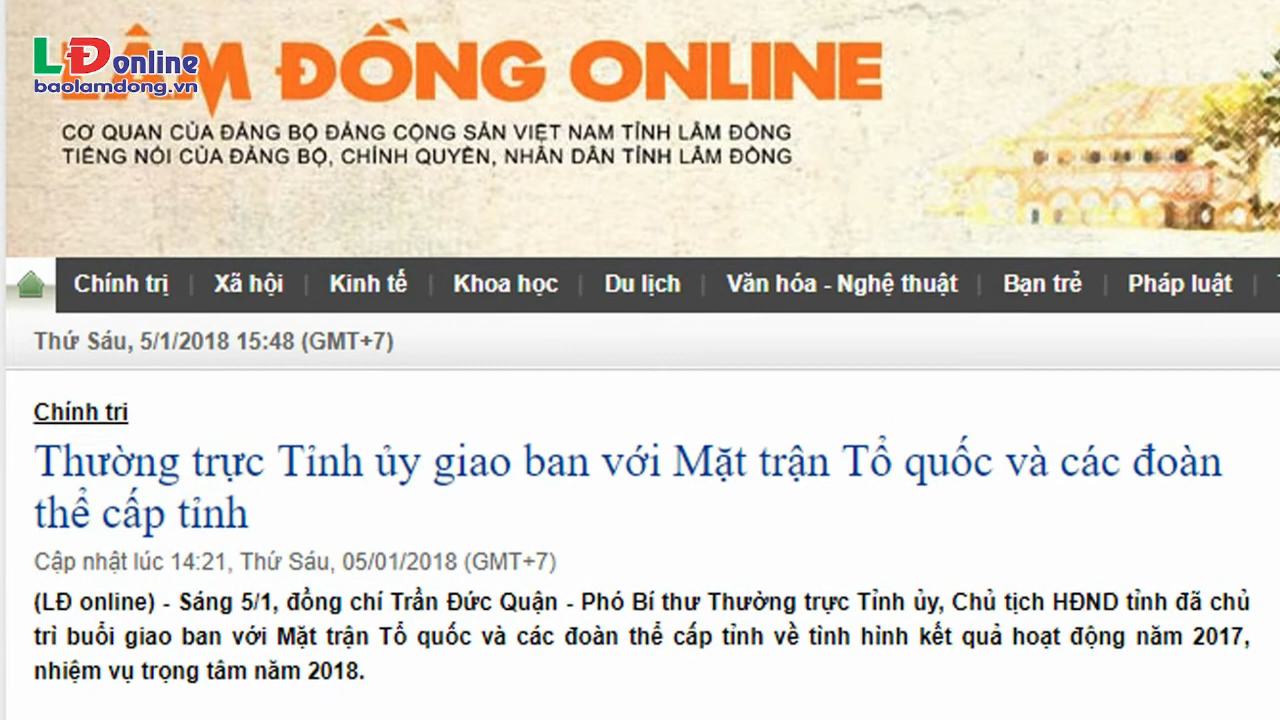 LĐ online
baolamdong.vn
LÂM ĐỒNG ONLINE
CƠ QUAN CỦA ĐẢNG BỘ ĐẢNG CỘNG SẢN VIỆT NAM TỈNH LÂM ĐỒNG
TIẾNG NÓI CỦA ĐẢNG BỘ, CHÍNH QUYỀN, NHÂN DÂN TỈNH LÂM ĐỒNG
Chính trị | Xã hội | Kinh tế | Khoa học | Du lịch | Văn hóa - Nghệ thuật | Bạn trẻ | Pháp luật |
Thứ Sáu, 5/1/2018 15:48 (GMT+7)
Chính trị
Thường trực Tỉnh ủy giao ban với Mặt trận Tổ quốc và các đoàn
thể cấp tỉnh
Cập nhật lúc 14:21, Thứ Sáu, 05/01/2018 (GMT+7)
(LĐ online) - Sáng 5/1, đồng chí Trần Đức Quận - Phó Bí thư Thường trực Tỉnh ủy, Chủ tịch HĐND tỉnh đã chủ
trì buổi giao ban với Mặt trận Tổ quốc và các đoàn thể cấp tỉnh về tình hình kết quả hoạt động năm 2017,
nhiệm vụ trọng tâm năm 2018.